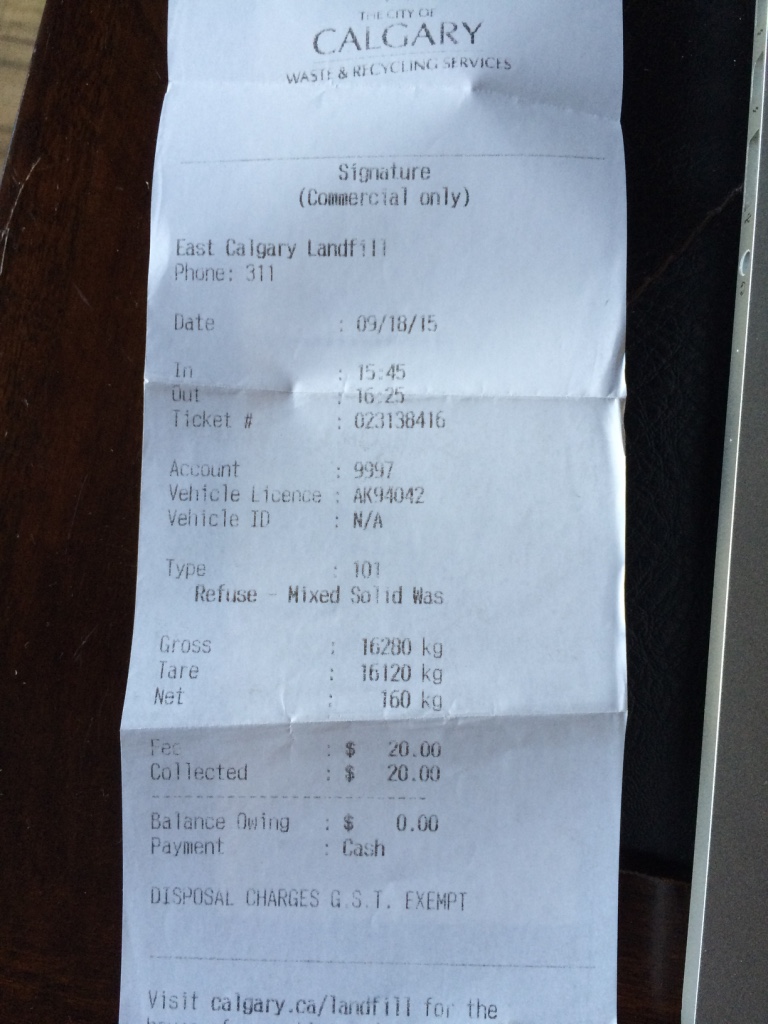 THE CITY OF
CALGARY
WASTE & RECYCLING SERVICES
Signature
(Commercial only)
East Calgary Landfill
Phone: 311
Date : 09/18/15
In : 15:45
Out : 16:25
Ticket # : 023138416
Account : 9997
Vehicle Licence : AK94042
Vehicle ID : N/A
Type : 101
Refuse - Mixed Solid Was
Gross : 16280 kg
Tare : 16120 kg
Net : 160 kg
Fee : $ 20.00
Collected : $ 20.00
Balance Owing : $ 0.00
Payment : Cash
DISPOSAL CHARGES G.S.T. EXEMPT
Visit calgary.ca/landfill for the